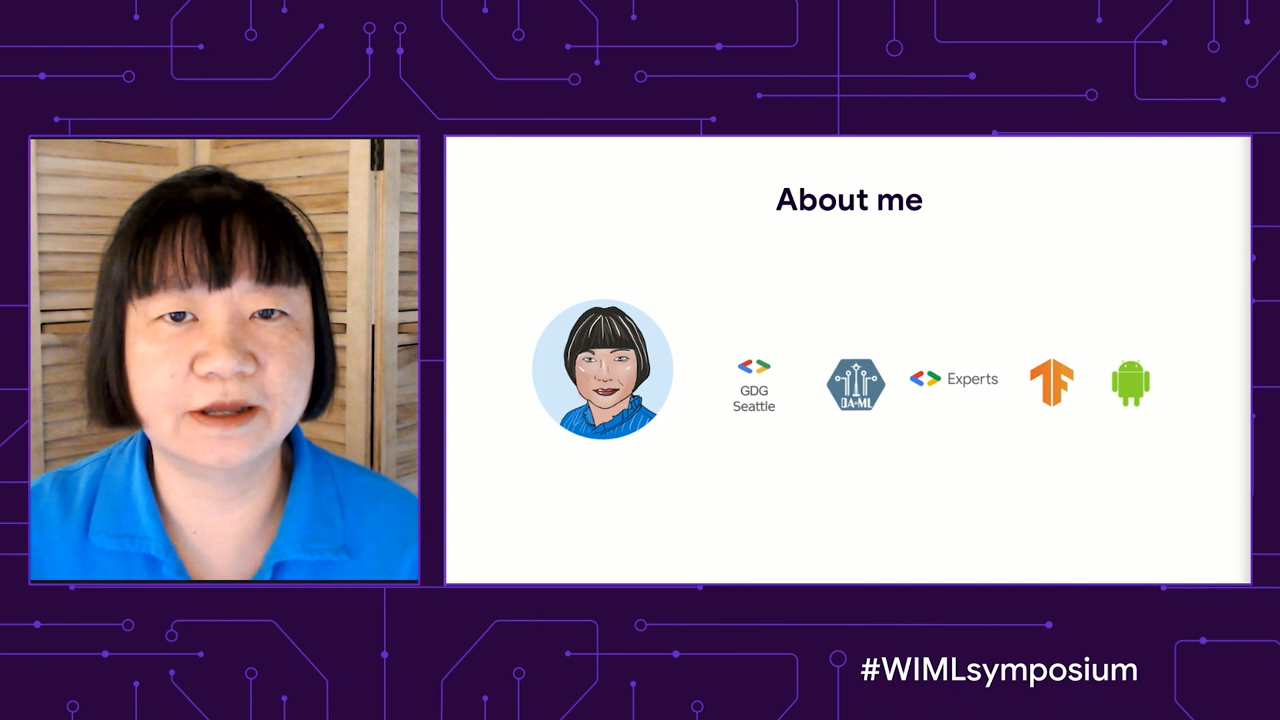 About me
GDG
Seattle
DA+ML
Experts
#WIMLsymposium